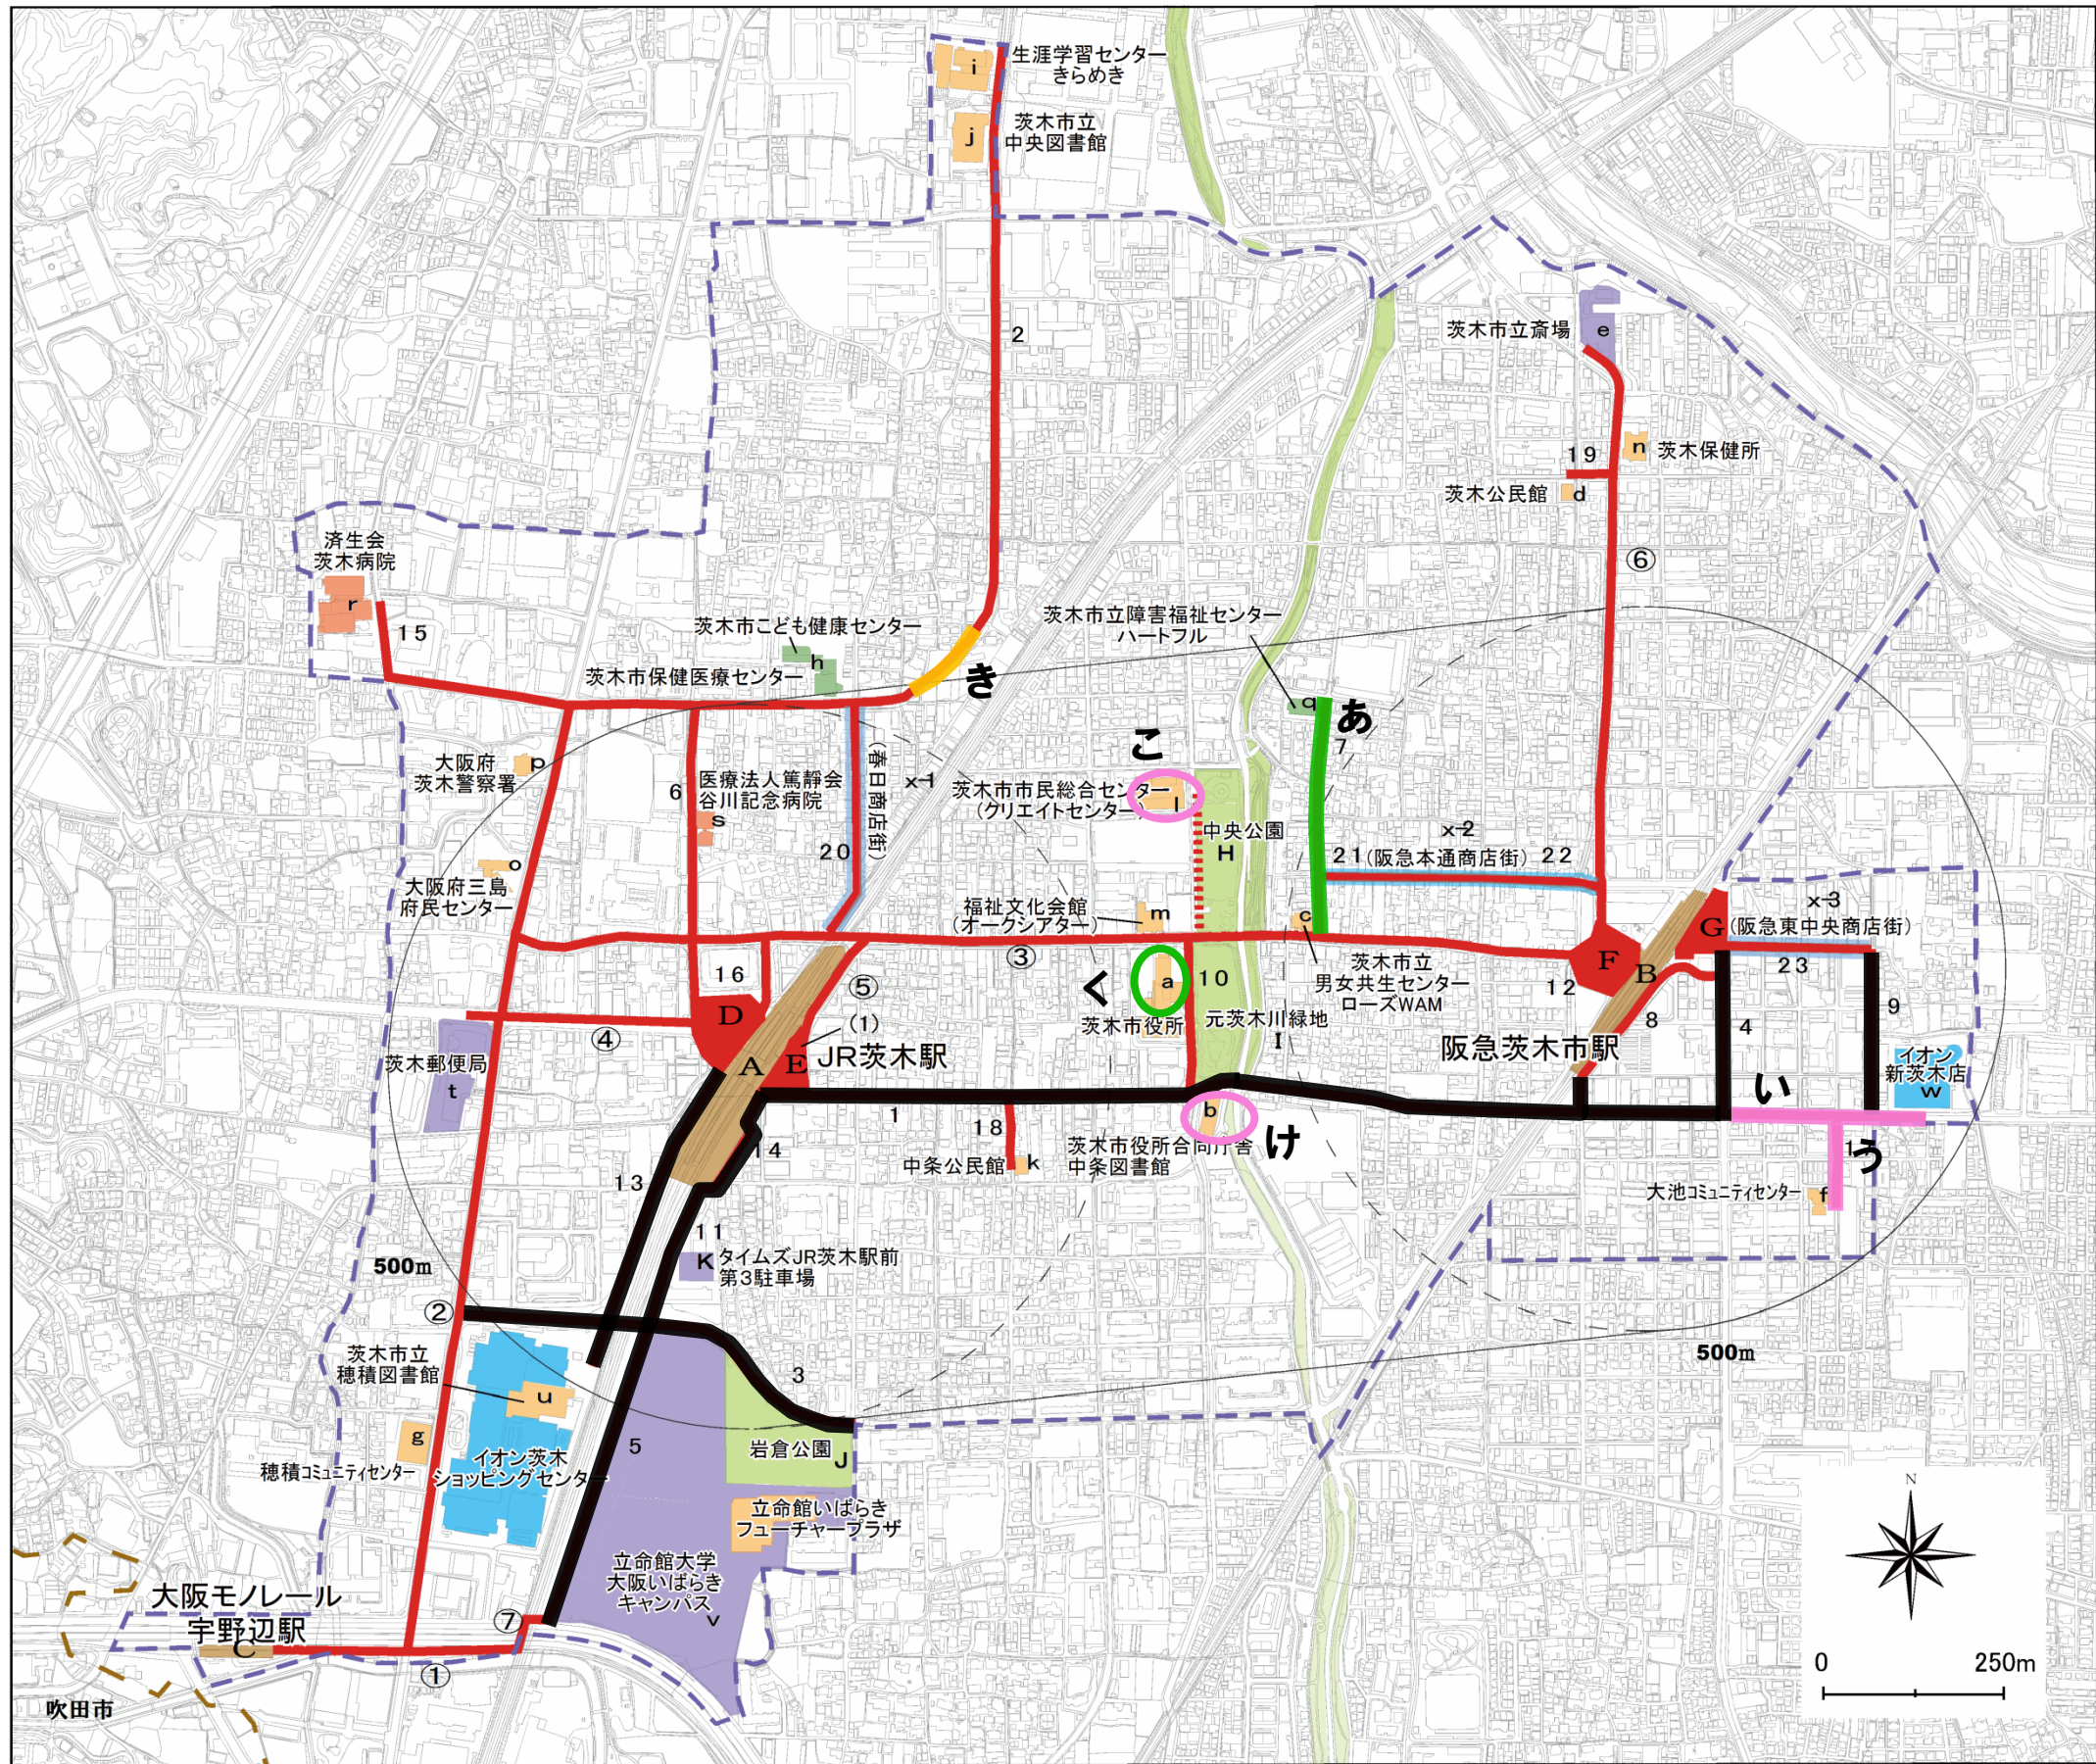 i
生涯学習センター
きらめき
j
茨木市立
中央図書館
2
茨木市立斎場
e
n
茨木保健所
19
茨木公民館
d
⑥
済生会
茨木病院
r
15
茨木市こども健康センター
h
茨木市保健医療センター
き
茨木市立障害福祉センター
ハートフル
q
あ
7
大阪府
茨木警察署
p
6
医療法人篤靜会
谷川記念病院
s
(春日商店街)
x-1
20
こ
茨木市市民総合センター
(クリエイトセンター)
l
中央公園
H
x-2
21(阪急本通商店街) 22
o
大阪府三島
府民センター
福祉文化会館
(オークシアター)
m
c
x-3
G
(阪急東中央商店街)
23
③
16
⑤
D
(1)
A
E
JR茨木駅
④
く
a
10
茨木市役所
元茨木川緑地
I
茨木市立
男女共生センター
ローズWAM
F
B
12
8
阪急茨木市駅
4
9
イオン
新茨木店
w
い
茨木郵便局
t
1
b
け
18
茨木市役所合同庁舎
中条図書館
中条公民館
k
14
13
う
大池コミュニティセンター
f
11
K
タイムズJR茨木駅前
第3駐車場
500m
②
500m
茨木市立
穂積図書館
u
3
g
穂積コミュニティセンター
イオン茨木
ショッピングセンター
5
岩倉公園
J
立命館いばらき
フューチャープラザ
立命館大学
大阪いばらき
キャンパス
v
大阪モノレール
宇野辺駅
C
⑦
①
吹田市
N
0
250m